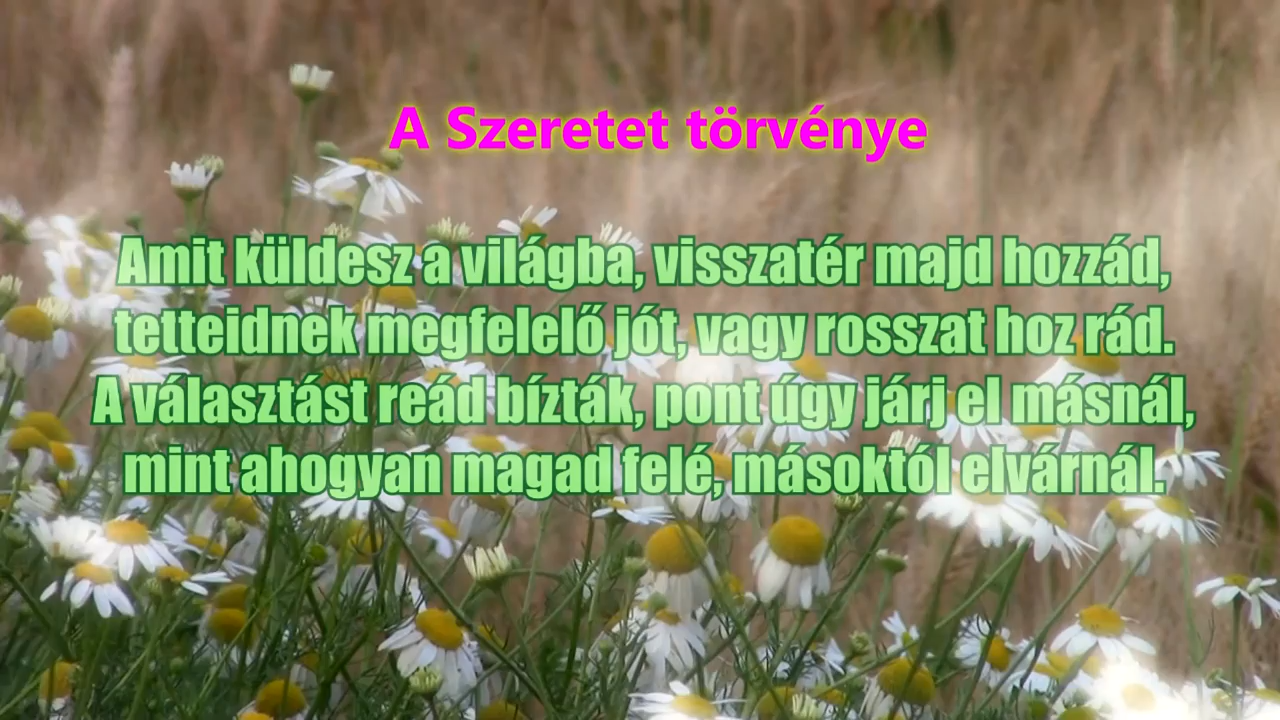 A Szeretet törvénye
Amit küldesz a világba, visszatér majd hozzád,
tetteidnek megfelelő jót, vagy rosszat hoz rád.
A választást reád bízták, pont úgy járj el másnál,
mint ahogyan magad felé, másoktól elvárnál.